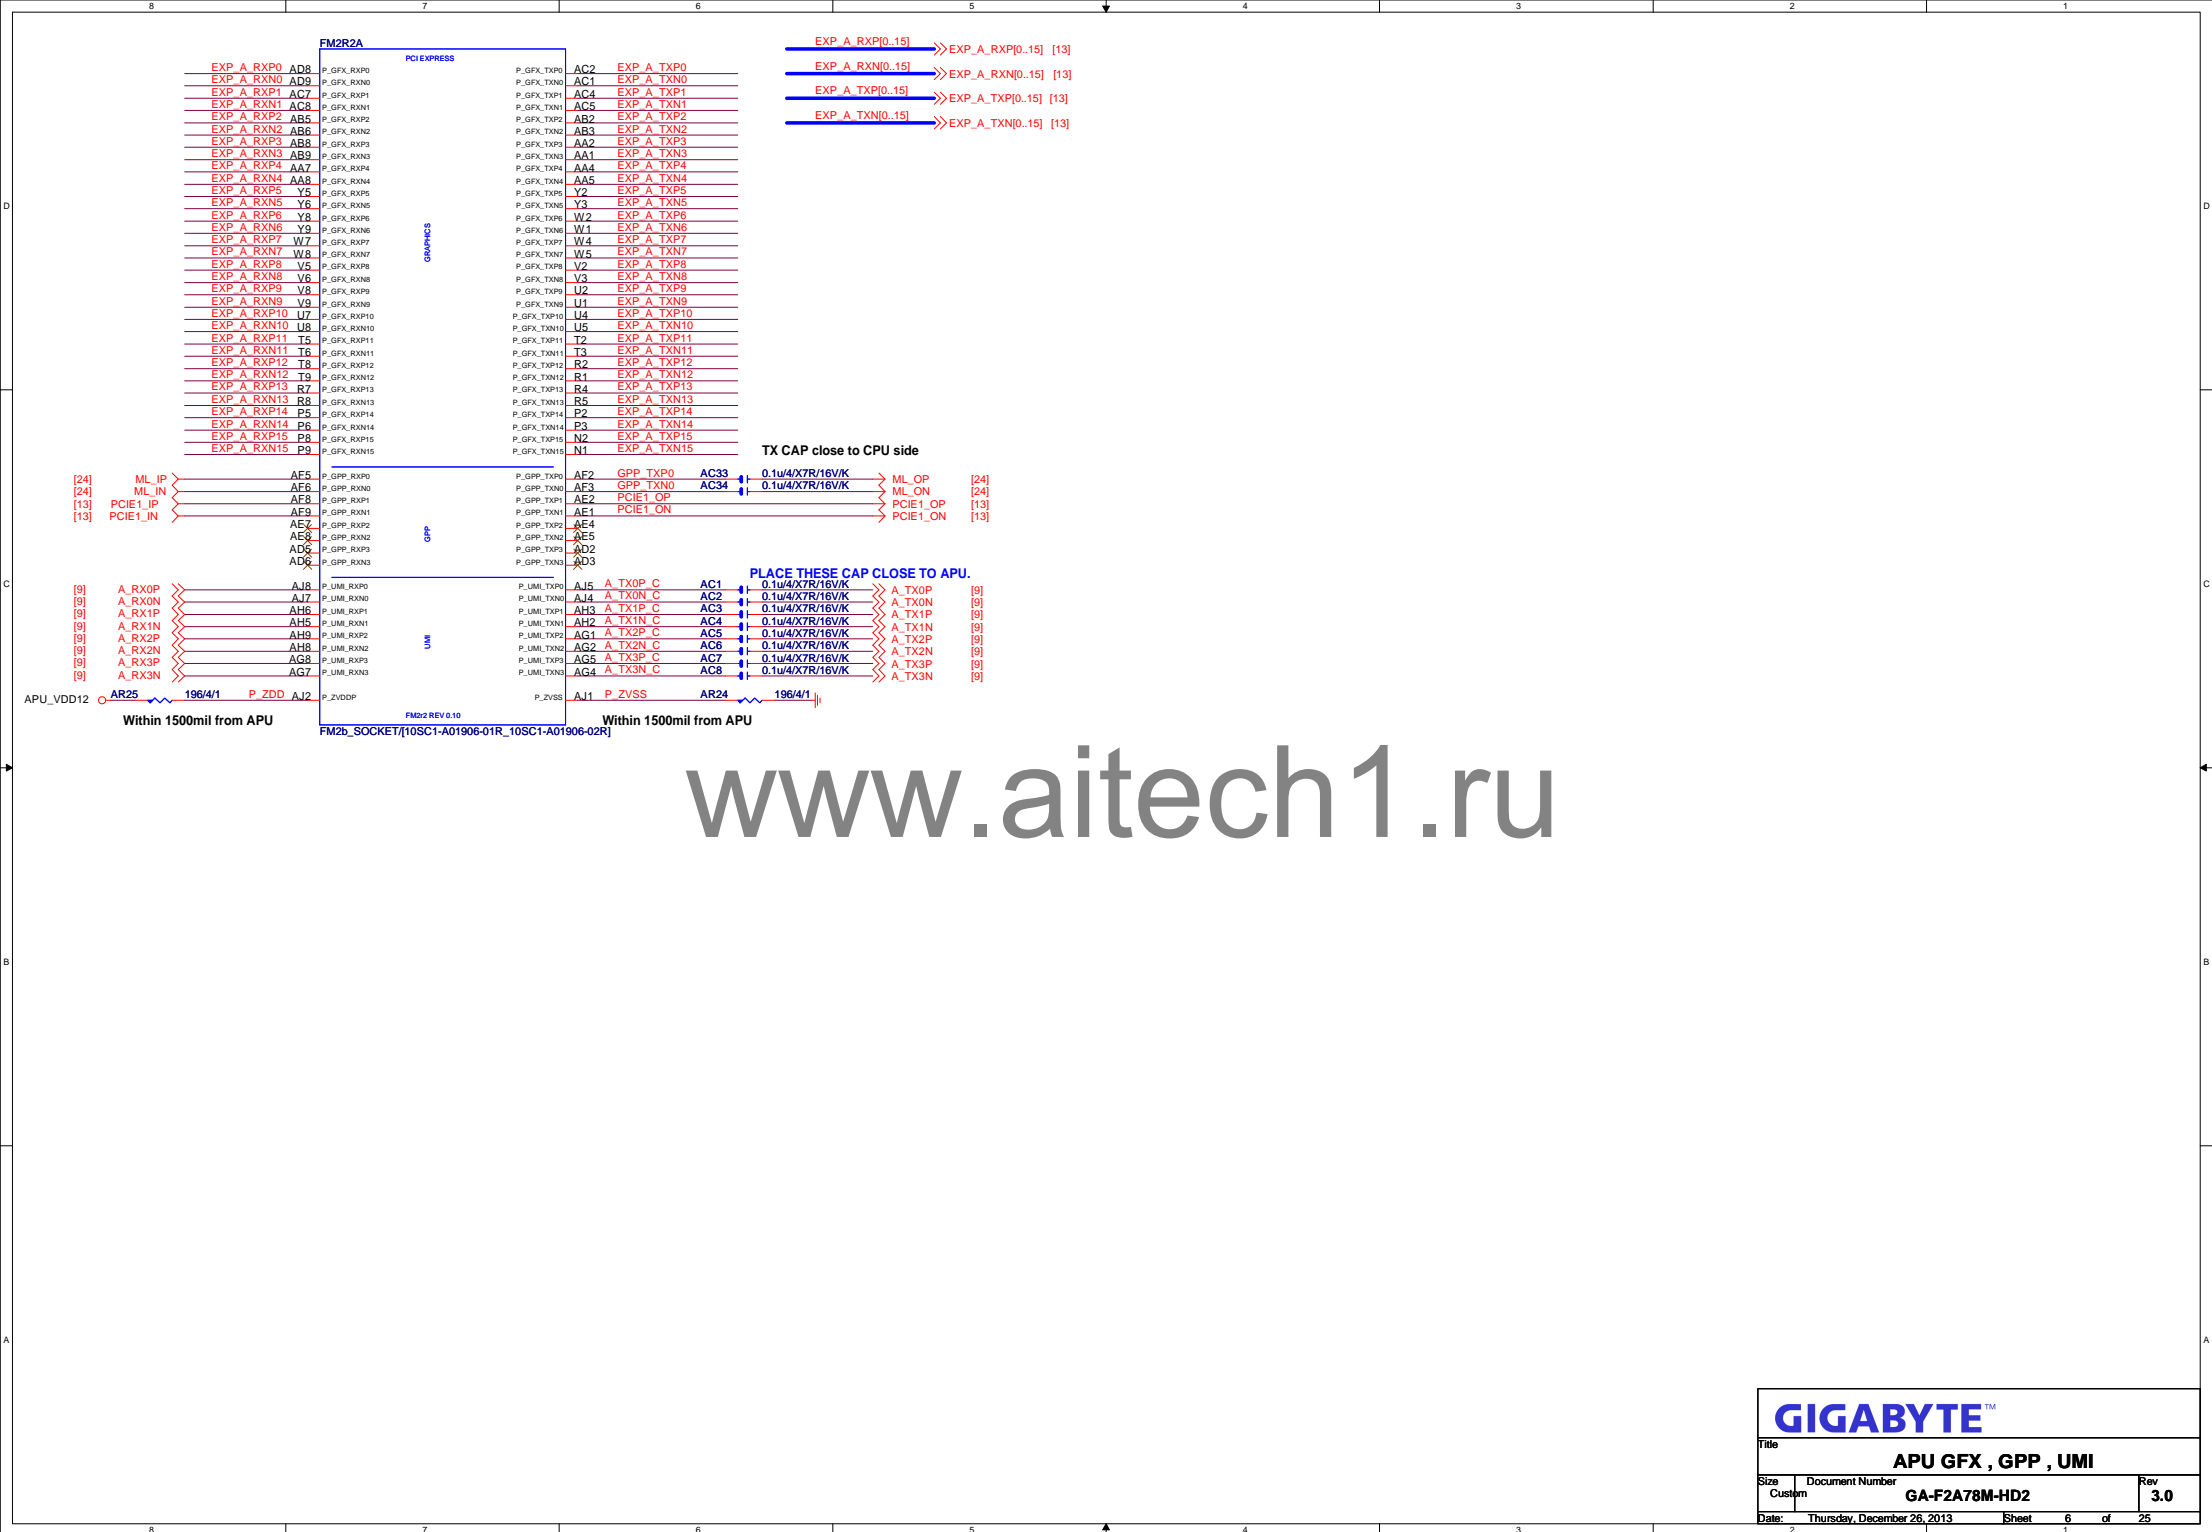 8 7 6 5 4 3 2 1
FM2R2A
PCI EXPRESS
EXP_A_RXP0 AD8 P_GFX_RXP0 P_GFX_TXP0 AC2 EXP_A_TXP0
EXP_A_RXN0 AD9 P_GFX_RXN0 P_GFX_TXN0 AC1 EXP_A_TXN0
EXP_A_RXP1 AC7 P_GFX_RXP1 P_GFX_TXP1 AC4 EXP_A_TXP1
EXP_A_RXN1 AC8 P_GFX_RXN1 P_GFX_TXN1 AC5 EXP_A_TXN1
EXP_A_RXP2 AB5 P_GFX_RXP2 P_GFX_TXP2 AB2 EXP_A_TXP2
EXP_A_RXN2 AB6 P_GFX_RXN2 P_GFX_TXN2 AB3 EXP_A_TXN2
EXP_A_RXP3 AB8 P_GFX_RXP3 P_GFX_TXP3 AA2 EXP_A_TXP3
EXP_A_RXN3 AB9 P_GFX_RXN3 P_GFX_TXN3 AA1 EXP_A_TXN3
EXP_A_RXP4 AA7 P_GFX_RXP4 P_GFX_TXP4 AA4 EXP_A_TXP4
EXP_A_RXN4 AA8 P_GFX_RXN4 P_GFX_TXN4 AA5 EXP_A_TXN4
EXP_A_RXP5 Y5 P_GFX_RXP5 P_GFX_TXP5 Y2 EXP_A_TXP5
EXP_A_RXN5 Y6 P_GFX_RXN5 P_GFX_TXN5 Y3 EXP_A_TXN5
EXP_A_RXP6 Y8 P_GFX_RXP6 P_GFX_TXP6 W2 EXP_A_TXP6
EXP_A_RXN6 Y9 P_GFX_RXN6 P_GFX_TXN6 W1 EXP_A_TXN6
EXP_A_RXP7 W7 P_GFX_RXP7 P_GFX_TXP7 W4 EXP_A_TXP7
EXP_A_RXN7 W8 P_GFX_RXN7 P_GFX_TXN7 W5 EXP_A_TXN7
EXP_A_RXP8 V5 P_GFX_RXP8 P_GFX_TXP8 V2 EXP_A_TXP8
EXP_A_RXN8 V6 P_GFX_RXN8 P_GFX_TXN8 V3 EXP_A_TXN8
EXP_A_RXP9 V8 P_GFX_RXP9 P_GFX_TXP9 U2 EXP_A_TXP9
EXP_A_RXN9 V9 P_GFX_RXN9 P_GFX_TXN9 U1 EXP_A_TXN9
EXP_A_RXP10 U7 P_GFX_RXP10 P_GFX_TXP10 U4 EXP_A_TXP10
EXP_A_RXN10 U8 P_GFX_RXN10 P_GFX_TXN10 U5 EXP_A_TXN10
EXP_A_RXP11 T5 P_GFX_RXP11 P_GFX_TXP11 T2 EXP_A_TXP11
EXP_A_RXN11 T6 P_GFX_RXN11 P_GFX_TXN11 T3 EXP_A_TXN11
EXP_A_RXP12 T8 P_GFX_RXP12 P_GFX_TXP12 R2 EXP_A_TXP12
EXP_A_RXN12 T9 P_GFX_RXN12 P_GFX_TXN12 R1 EXP_A_TXN12
EXP_A_RXP13 R7 P_GFX_RXP13 P_GFX_TXP13 R4 EXP_A_TXP13
EXP_A_RXN13 R8 P_GFX_RXN13 P_GFX_TXN13 R5 EXP_A_TXN13
EXP_A_RXP14 P5 P_GFX_RXP14 P_GFX_TXP14 P2 EXP_A_TXP14
EXP_A_RXN14 P6 P_GFX_RXN14 P_GFX_TXN14 P3 EXP_A_TXN14
EXP_A_RXP15 P8 P_GFX_RXP15 P_GFX_TXP15 N2 EXP_A_TXP15
EXP_A_RXN15 P9 P_GFX_RXN15 P_GFX_TXN15 N1 EXP_A_TXN15
GRAPHICS
EXP_A_RXP[0..15] EXP_A_RXP[0..15] [13]
EXP_A_RXN[0..15] EXP_A_RXN[0..15] [13]
EXP_A_TXP[0..15] EXP_A_TXP[0..15] [13]
EXP_A_TXN[0..15] EXP_A_TXN[0..15] [13]
TX CAP close to CPU side
[24] ML_IP AF5 P_GPP_RXP0 P_GPP_TXP0 AF2 GPP_TXP0 AC33 0.1u/4/X7R/16V/K ML_OP [24]
[24] ML_IN AF6 P_GPP_RXN0 P_GPP_TXN0 AF3 GPP_TXN0 AC34 0.1u/4/X7R/16V/K ML_ON [24]
[13] PCIE1_IP AF8 P_GPP_RXP1 P_GPP_TXP1 AE2 PCIE1_OP PCIE1_OP [13]
[13] PCIE1_IN AF9 P_GPP_RXN1 P_GPP_TXN1 AE1 PCIE1_ON PCIE1_ON [13]
AE7 P_GPP_RXP2 P_GPP_TXP2 AE4
AE8 P_GPP_RXN2 P_GPP_TXN2 AE5
AD5 P_GPP_RXP3 P_GPP_TXP3 AD2
AD6 P_GPP_RXN3 P_GPP_TXN3 AD3
GPP
PLACE THESE CAP CLOSE TO APU.
[9] A_RX0P AJ8 P_UMI_RXP0 P_UMI_TXP0 AJ5 A_TX0P_C AC1 0.1u/4/X7R/16V/K A_TX0P [9]
[9] A_RX0N AJ7 P_UMI_RXN0 P_UMI_TXN0 AJ4 A_TX0N_C AC2 0.1u/4/X7R/16V/K A_TX0N [9]
[9] A_RX1P AH6 P_UMI_RXP1 P_UMI_TXP1 AH3 A_TX1P_C AC3 0.1u/4/X7R/16V/K A_TX1P [9]
[9] A_RX1N AH5 P_UMI_RXN1 P_UMI_TXN1 AH2 A_TX1N_C AC4 0.1u/4/X7R/16V/K A_TX1N [9]
[9] A_RX2P AH9 P_UMI_RXP2 P_UMI_TXP2 AG1 A_TX2P_C AC5 0.1u/4/X7R/16V/K A_TX2P [9]
[9] A_RX2N AH8 P_UMI_RXN2 P_UMI_TXN2 AG2 A_TX2N_C AC6 0.1u/4/X7R/16V/K A_TX2N [9]
[9] A_RX3P AG8 P_UMI_RXP3 P_UMI_TXP3 AG5 A_TX3P_C AC7 0.1u/4/X7R/16V/K A_TX3P [9]
[9] A_RX3N AG7 P_UMI_RXN3 P_UMI_TXN3 AG4 A_TX3N_C AC8 0.1u/4/X7R/16V/K A_TX3N [9]
UMI
APU_VDD12 AR25 196/4/1 P_ZDD AJ2 P_ZVDDP P_ZVSS AJ1 P_ZVSS AR24 196/4/1
Within 1500mil from APU FM2r2 REV 0.10 Within 1500mil from APU
FM2b_SOCKET/[10SC1-A01906-01R_10SC1-A01906-02R]
www.aitech1.ru
D D
C C
B B
A A
GIGABYTE™
Title
APU GFX , GPP , UMI
Size Document Number Rev
Custom GA-F2A78M-HD2 3.0
Date: Thursday, December 26, 2013 Sheet 6 of 25
8 7 6 5 4 3 2 1